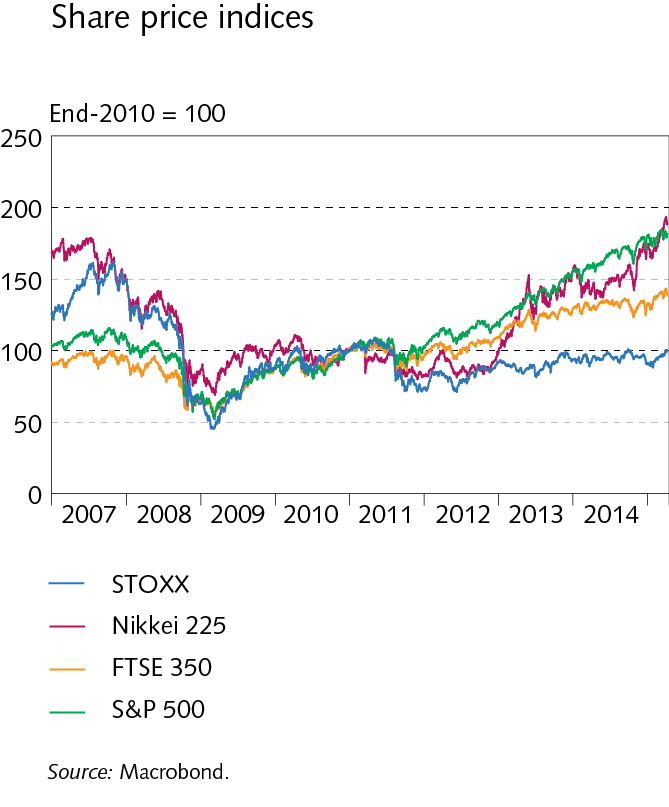 Share price indices
End-2010 = 100
250
200
150
100
50
0
2007 2008 2009 2010 2011 2012 2013 2014
STOXX
Nikkei 225
FTSE 350
S&P 500
Source: Macrobond.